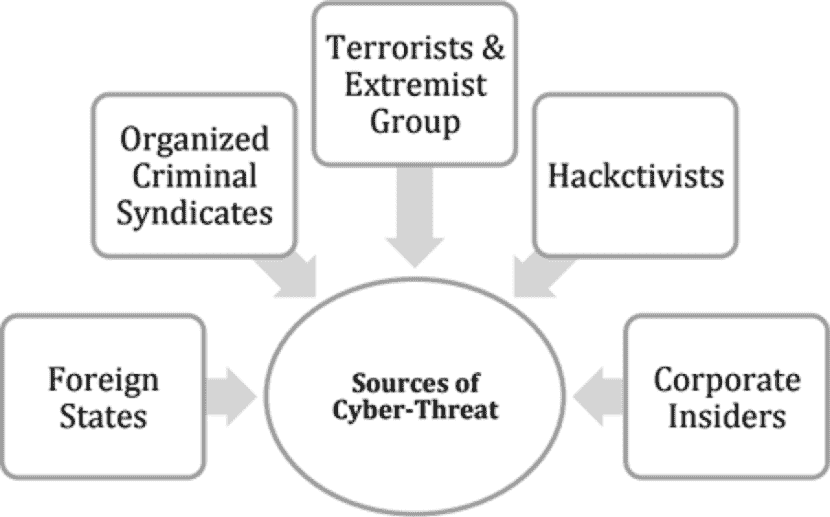 Terrorists &
Extremist
Group
Organized
Criminal
Syndicates
Hackctivists
Foreign
States
Sources of
Cyber-Threat
Corporate
Insiders